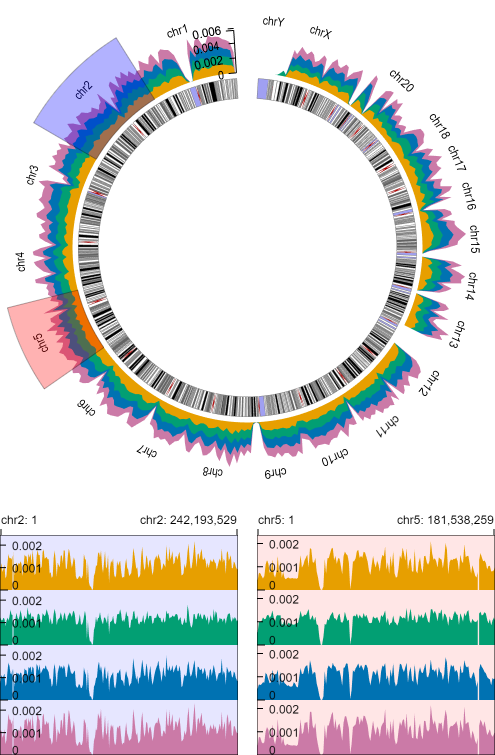 chrY
chrX
chr1
0.006
0.004
0.002
0
chr20
chr2
chr18
chr17
chr3
chr16
chr15
chr4
chr14
chr13
chr5
chr12
chr6
chr11
chr7
chr10
chr8
chr9
chr2: 1 chr2: 242,193,529 chr5: 1 chr5: 181,538,259
0.002 0.002
0.001 0.001
0 0
0.002 0.002
0.001 0.001
0 0
0.002 0.002
0.001 0.001
0 0
0.002 0.002
0.001 0.001
0 0